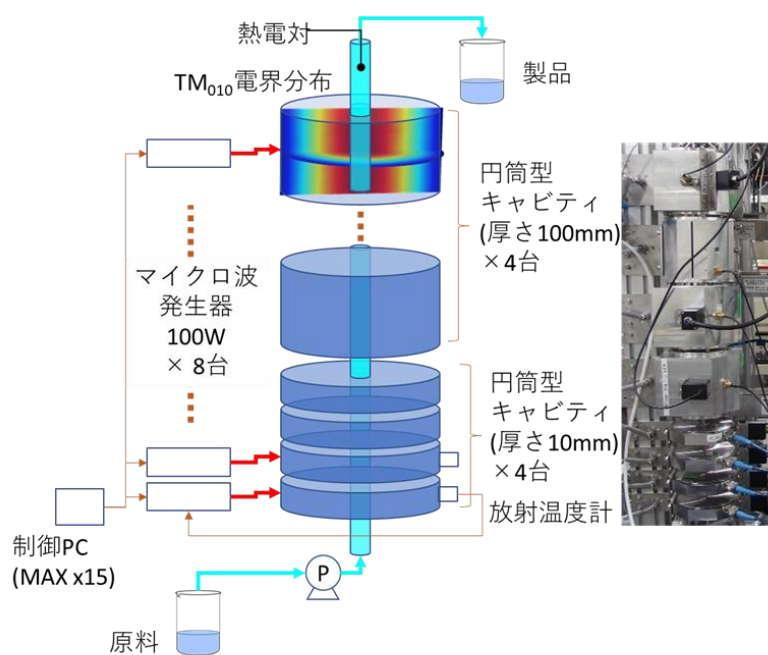 熱電対
製品
TM010電界分布
円筒型
キャビティ
(厚さ100mm)
×4台
マイクロ波
発生器
100W
× 8台
円筒型
キャビティ
(厚さ10mm)
×4台
放射温度計
制御PC
(MAX x15)
P
原料